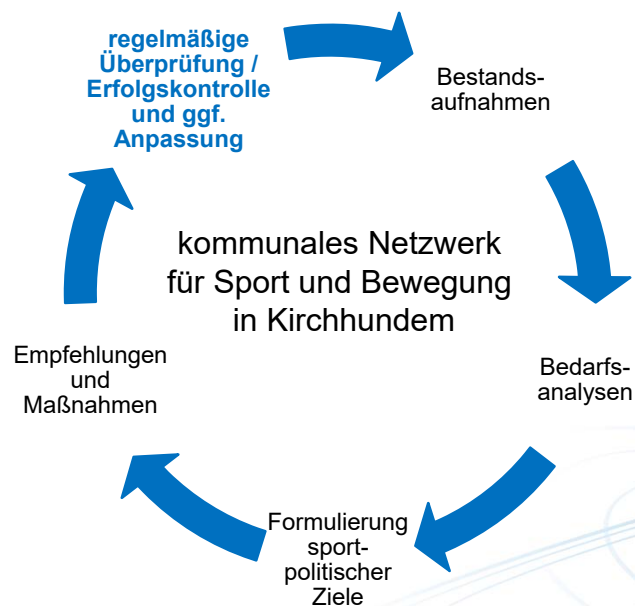 regelmäßige
Überprüfung /
Erfolgskontrolle
und ggf.
Anpassung
Bestands-
aufnahmen
kommunales Netzwerk
für Sport und Bewegung
in Kirchhundem
Bedarfs-
analysen
Formulierung
sport-
politischer
Ziele
Empfehlungen
und
Maßnahmen